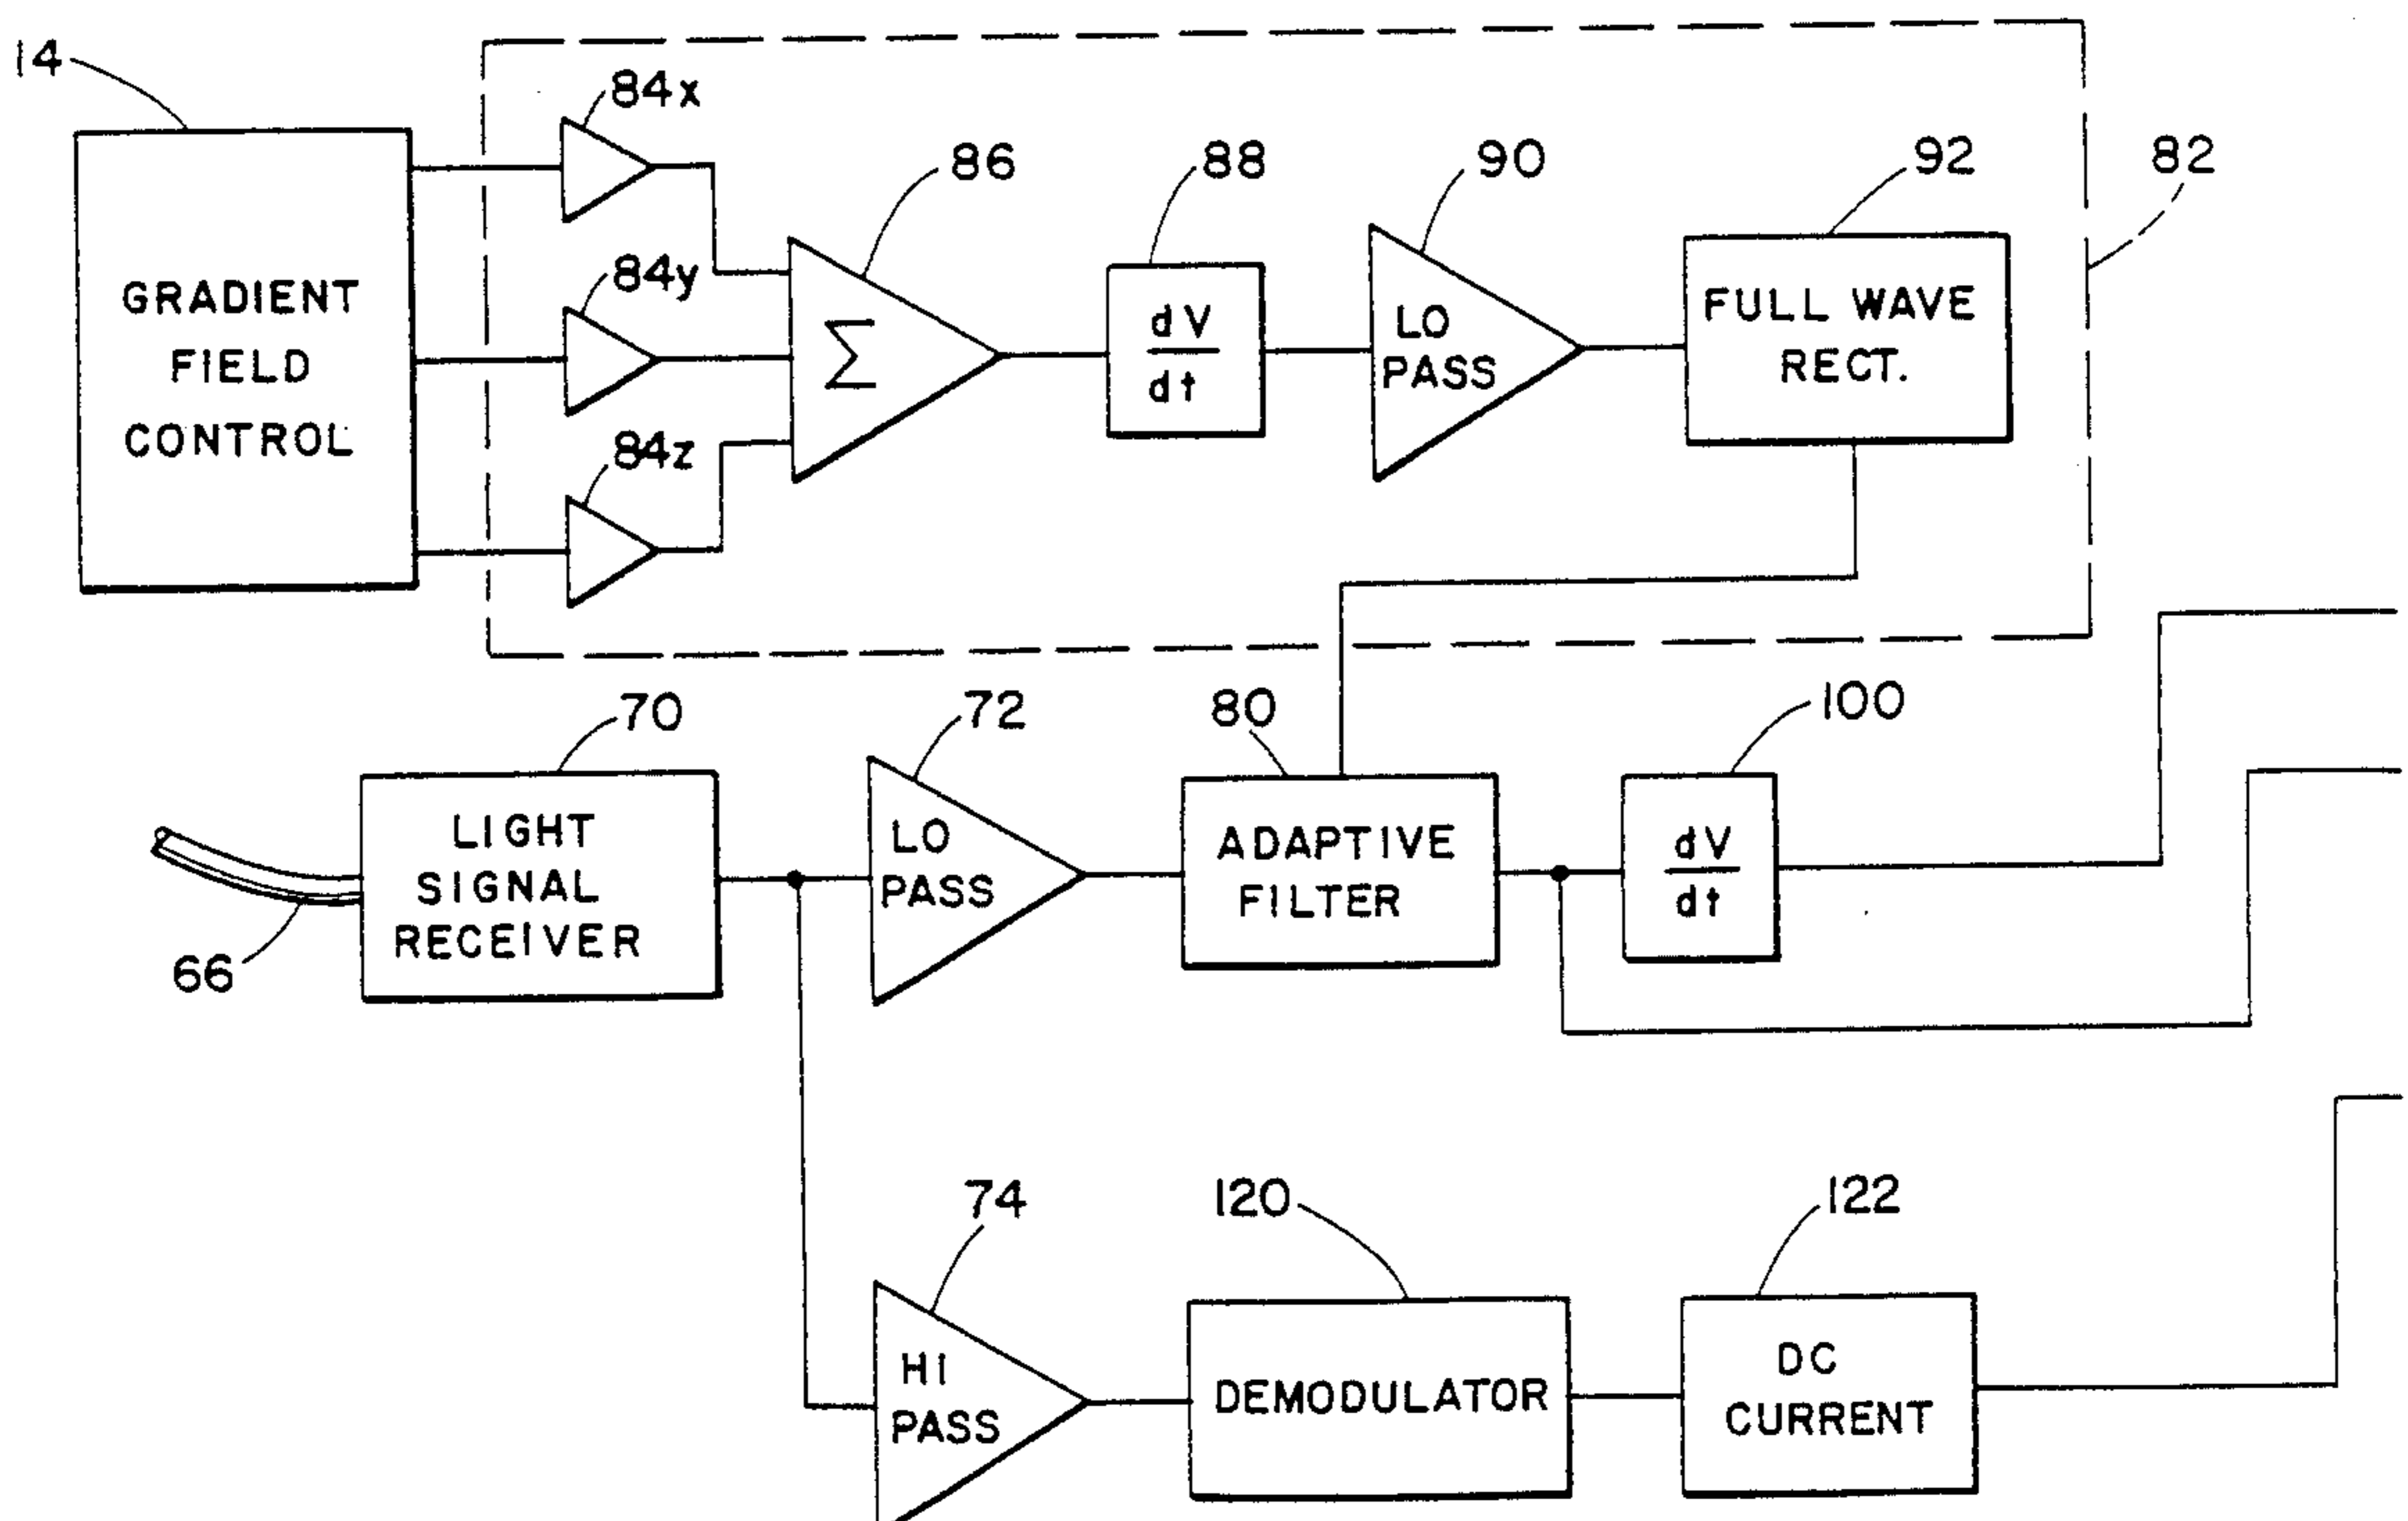 14
84x
84y
84z
86
88
90
92
82
GRADIENT
FIELD
CONTROL
Σ
dV
dt
LO
PASS
FULL WAVE
RECT.
70
72
80
100
66
LIGHT
SIGNAL
RECEIVER
LO
PASS
ADAPTIVE
FILTER
dV
dt
74
120
122
HI
PASS
DEMODULATOR
DC
CURRENT